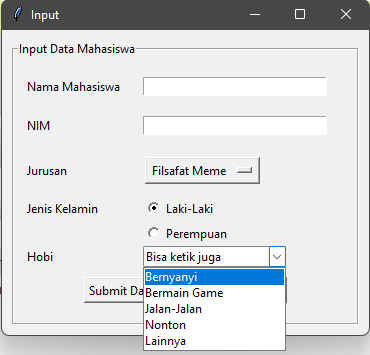 Input
Input Data Mahasiswa
Nama Mahasiswa
NIM
Jurusan
Filsafat Meme
Jenis Kelamin
Laki-Laki
Perempuan
Hobi
Bisa ketik juga
Bernyanyi
Bermain Game
Jalan-Jalan
Nonton
Lainnya
Submit Da